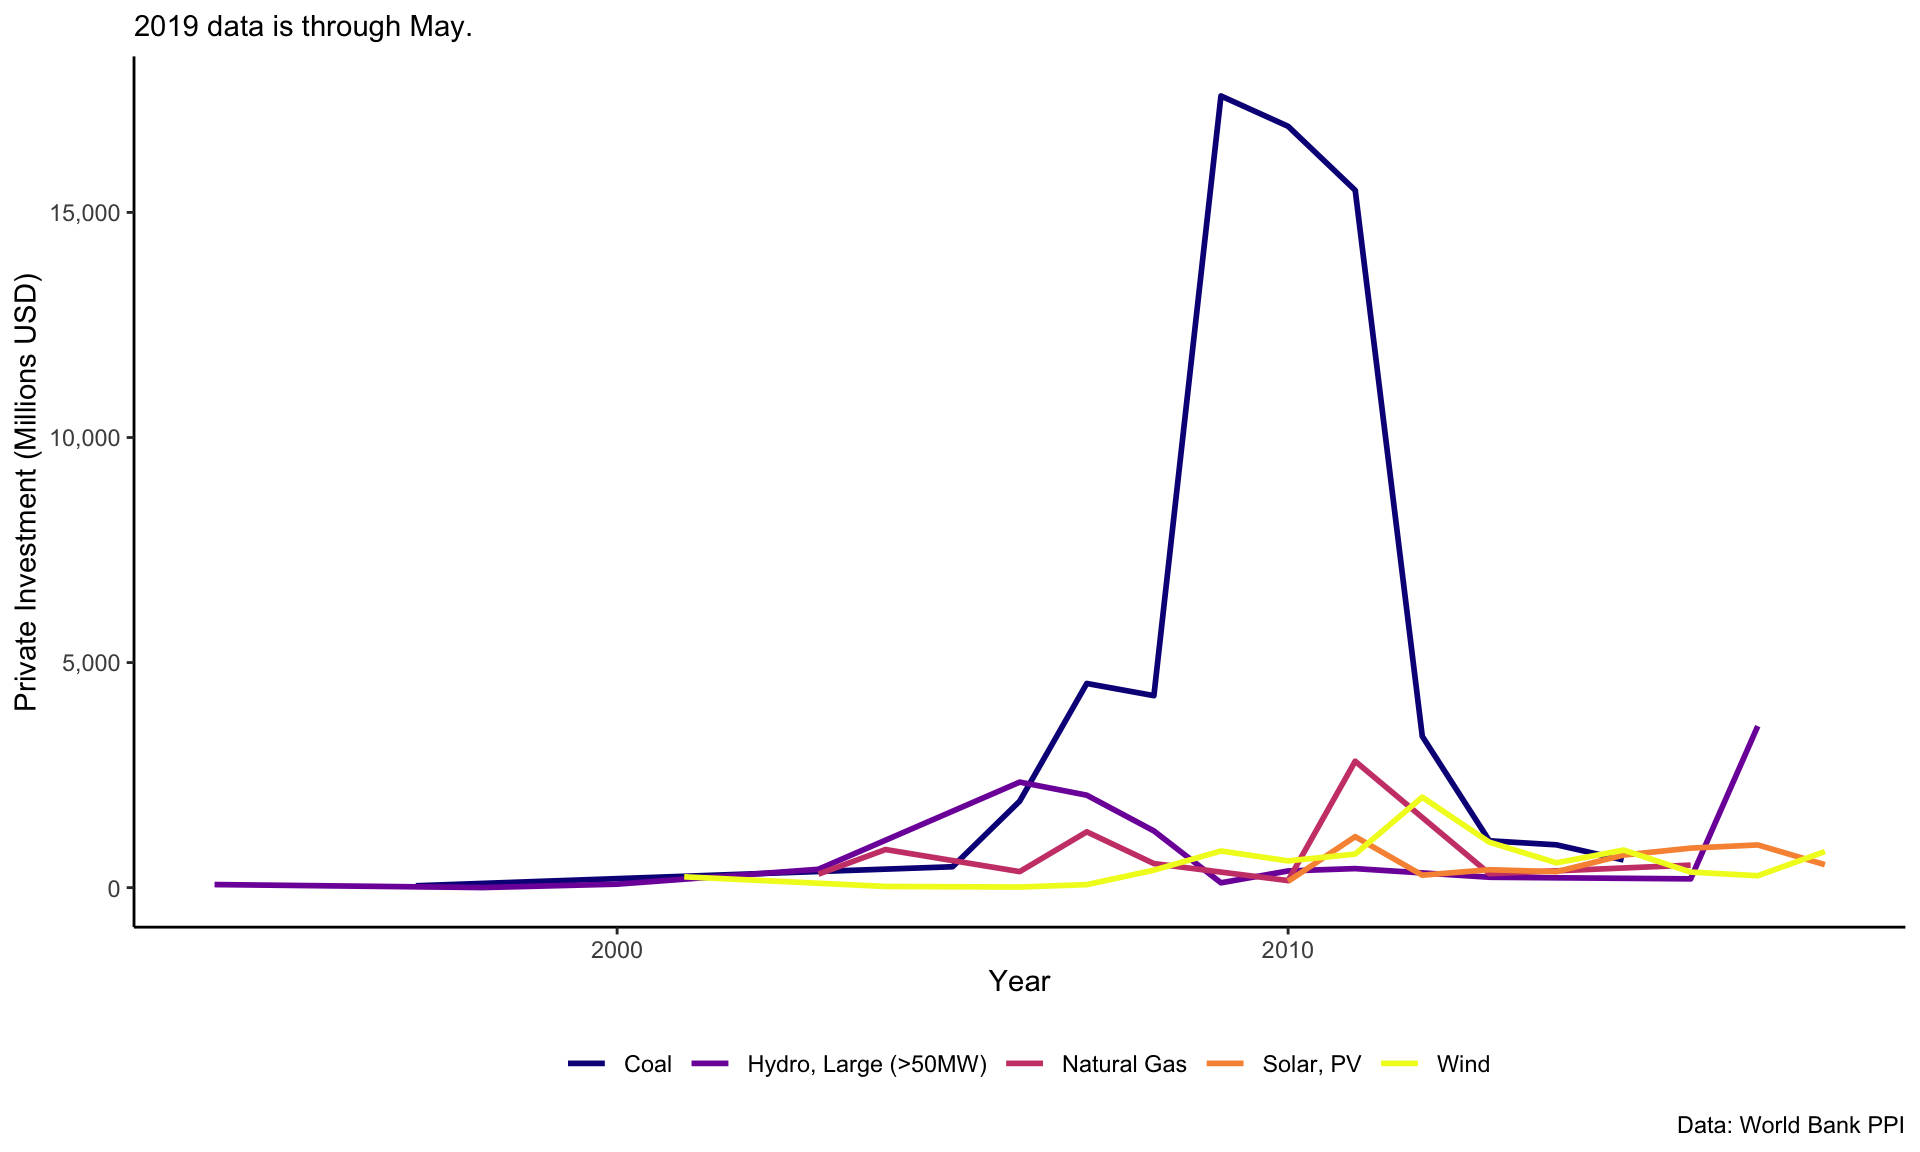 2019 data is through May.
Private Investment (Millions USD)
15,000
10,000
5,000
0
2000
2010
Year
Coal
Hydro, Large (>50MW)
Natural Gas
Solar, PV
Wind
Data: World Bank PPI